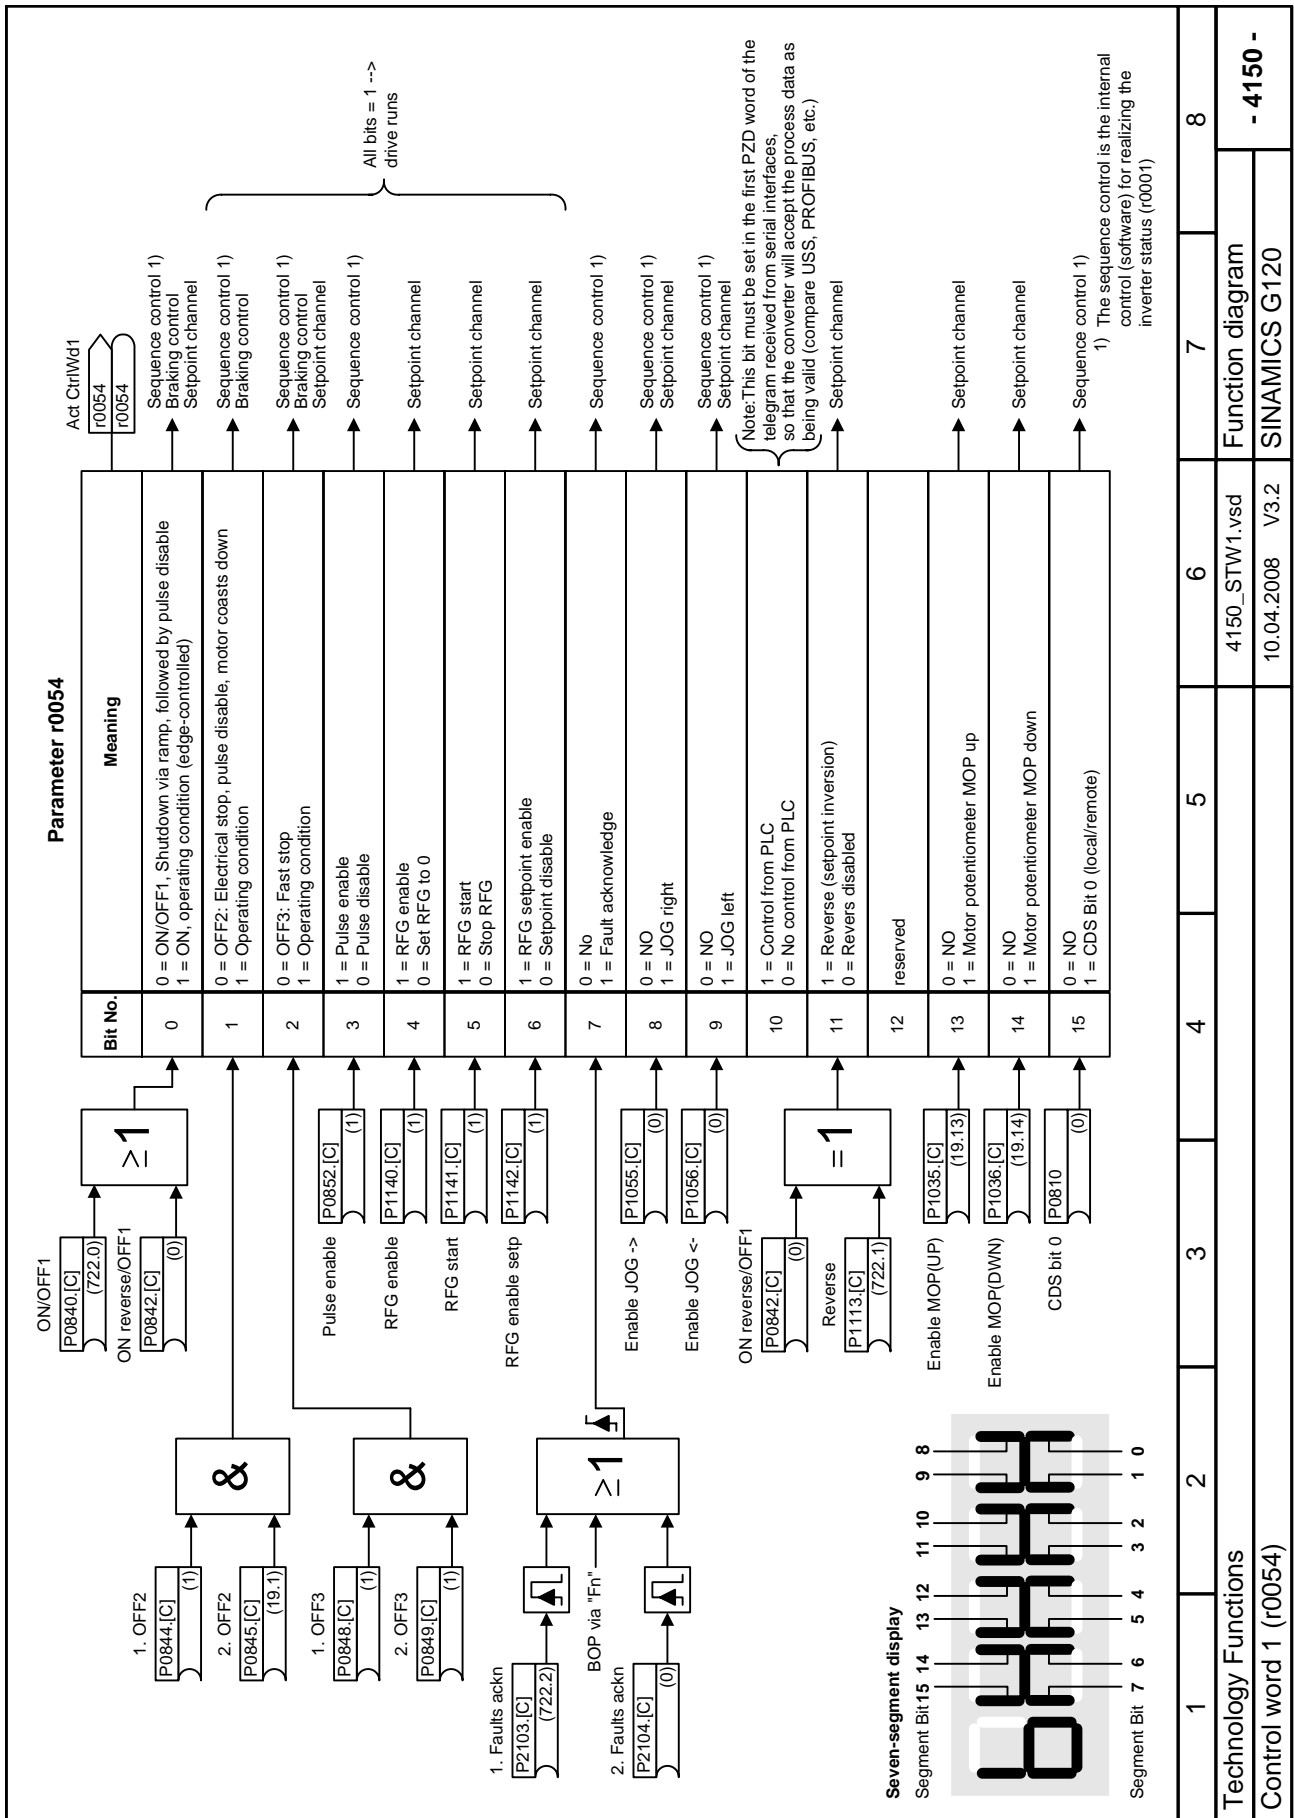 Parameter r0054
Act CtrlWd1
r0054
r0054
Bit No.
Meaning
0
0 = ON/OFF1, Shutdown via ramp, followed by pulse disable
1 = ON, operating condition (edge-controlled)
Sequence control 1)
Braking control
Setpoint channel
1
0 = OFF2: Electrical stop, pulse disable, motor coasts down
1 = Operating condition
Sequence control 1)
Braking control
2
0 = OFF3: Fast stop
1 = Operating condition
Sequence control 1)
Braking control
Setpoint channel
3
1 = Pulse enable
0 = Pulse disable
Sequence control 1)
4
1 = RFG enable
0 = Set RFG to 0
Setpoint channel
5
1 = RFG start
0 = Stop RFG
Setpoint channel
6
1 = RFG setpoint enable
0 = Setpoint disable
Setpoint channel
7
0 = No
1 = Fault acknowledge
Sequence control 1)
8
0 = NO
1 = JOG right
Sequence control 1)
Setpoint channel
9
0 = NO
1 = JOG left
Sequence control 1)
Setpoint channel
10
1 = Control from PLC
0 = No control from PLC
Note:This bit must be set in the first PZD word of the
telegram received from serial interfaces,
so that the converter will accept the process data as
being valid (compare USS, PROFIBUS, etc.)
11
1 = Reverse (setpoint inversion)
0 = Revers disabled
Setpoint channel
12
reserved
13
0 = NO
1 = Motor potentiometer MOP up
Setpoint channel
14
0 = NO
1 = Motor potentiometer MOP down
Setpoint channel
15
0 = NO
1 = CDS Bit 0 (local/remote)
Sequence control 1)
All bits = 1 -->
drive runs
1) The sequence control is the internal
control (software) for realizing the
inverter status (r0001)
ON/OFF1
P0840.[C]
(722.0)
ON reverse/OFF1
P0842.[C]
(0)
≥1
1. OFF2
P0844.[C]
(1)
2. OFF2
P0845.[C]
(19.1)
&
1. OFF3
P0848.[C]
(1)
2. OFF3
P0849.[C]
(1)
&
Pulse enable
P0852.[C]
(1)
RFG enable
P1140.[C]
(1)
RFG start
P1141.[C]
(1)
RFG enable setp
P1142.[C]
(1)
1. Faults ackn
P2103.[C]
(722.2)
BOP via "Fn"
2. Faults ackn
P2104.[C]
(0)
≥1
Enable JOG ->
P1055.[C]
(0)
Enable JOG <-
P1056.[C]
(0)
ON reverse/OFF1
P0842.[C]
(0)
Reverse
P1113.[C]
(722.1)
=1
Enable MOP(UP)
P1035.[C]
(19.13)
Enable MOP(DWN)
P1036.[C]
(19.14)
CDS bit 0
P0810
(0)
Seven-segment display
Segment Bit 15 14 13 12 11 10 9 8
Segment Bit 7 6 5 4 3 2 1 0
1 2 3 4 5 6 7 8
Technology Functions
4150_STW1.vsd
Function diagram
- 4150 -
Control word 1 (r0054)
10.04.2008 V3.2
SINAMICS G120